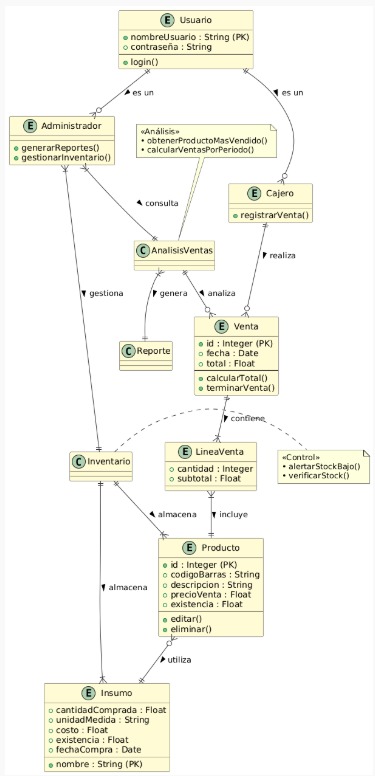 E Usuario
nombreUsuario : String (PK)
contraseña : String
login()
es un
es un
E Administrador
generarReportes()
gestionarInventario()
«Análisis»
• obtenerProductoMasVendido()
• calcularVentasPorPeriodo()
E Cajero
registrarVenta()
consulta
C AnalisisVentas
realiza
gestiona
genera
analiza
E Venta
id : Integer (PK)
fecha : Date
total : Float
calcularTotal()
terminarVenta()
C Reporte
contiene
C Inventario
E LineaVenta
cantidad : Integer
subtotal : Float
«Control»
• alertarStockBajo()
• verificarStock()
almacena
incluye
E Producto
id : Integer (PK)
codigoBarras : String
descripcion : String
precioVenta : Float
existencia : Float
editar()
eliminar()
almacena
utiliza
E Insumo
cantidadComprada : Float
unidadMedida : String
costo : Float
existencia : Float
fechaCompra : Date
nombre : String (PK)